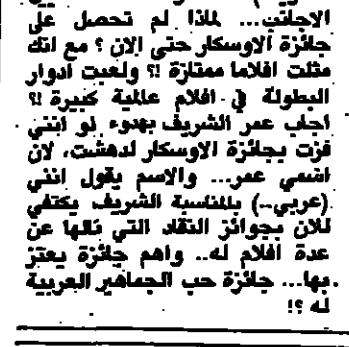 الاجانب... لماذا لم تحصل على
جائزة الاوسكار حتى الان ؟ مع انك
مثلت افلاما ممتازة !؟ ولعبت ادوار
البطولة في افلام عالمية كبيرة !؟
اجاب عمر الشريف بهدوء لو انني
فزت بجائزة الاوسكار لدهشت، لان
اسمي عمر... والاسم يقول انني
(عربي..) بالمناسبة الشريف يكتفي
للان بجوائز النقاد التي نالها عن
عدة افلام له.. واهم جائزة يعتز
بها... جائزة حب الجماهير العربية
له ؟!